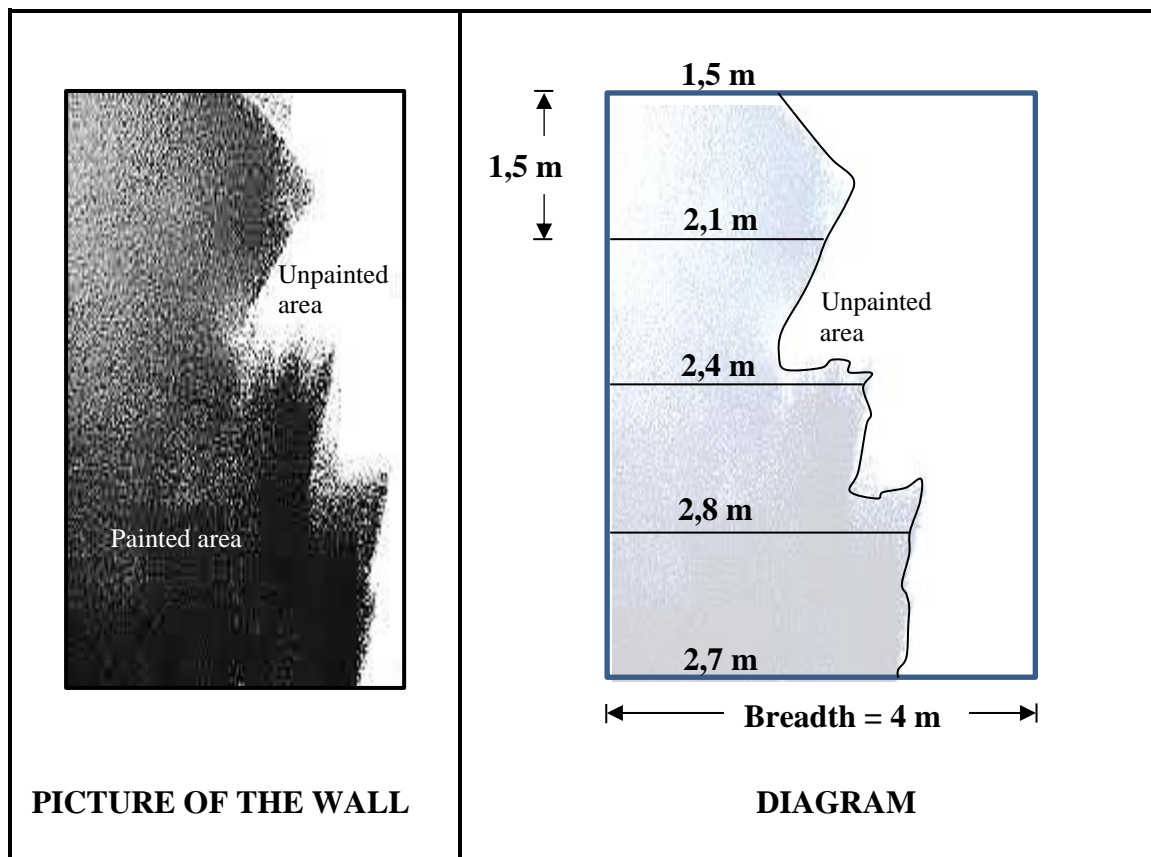 Unpainted
area
Painted area
PICTURE OF THE WALL
1,5 m
1,5 m
2,1 m
Unpainted
area
2,4 m
2,8 m
2,7 m
Breadth = 4 m
DIAGRAM